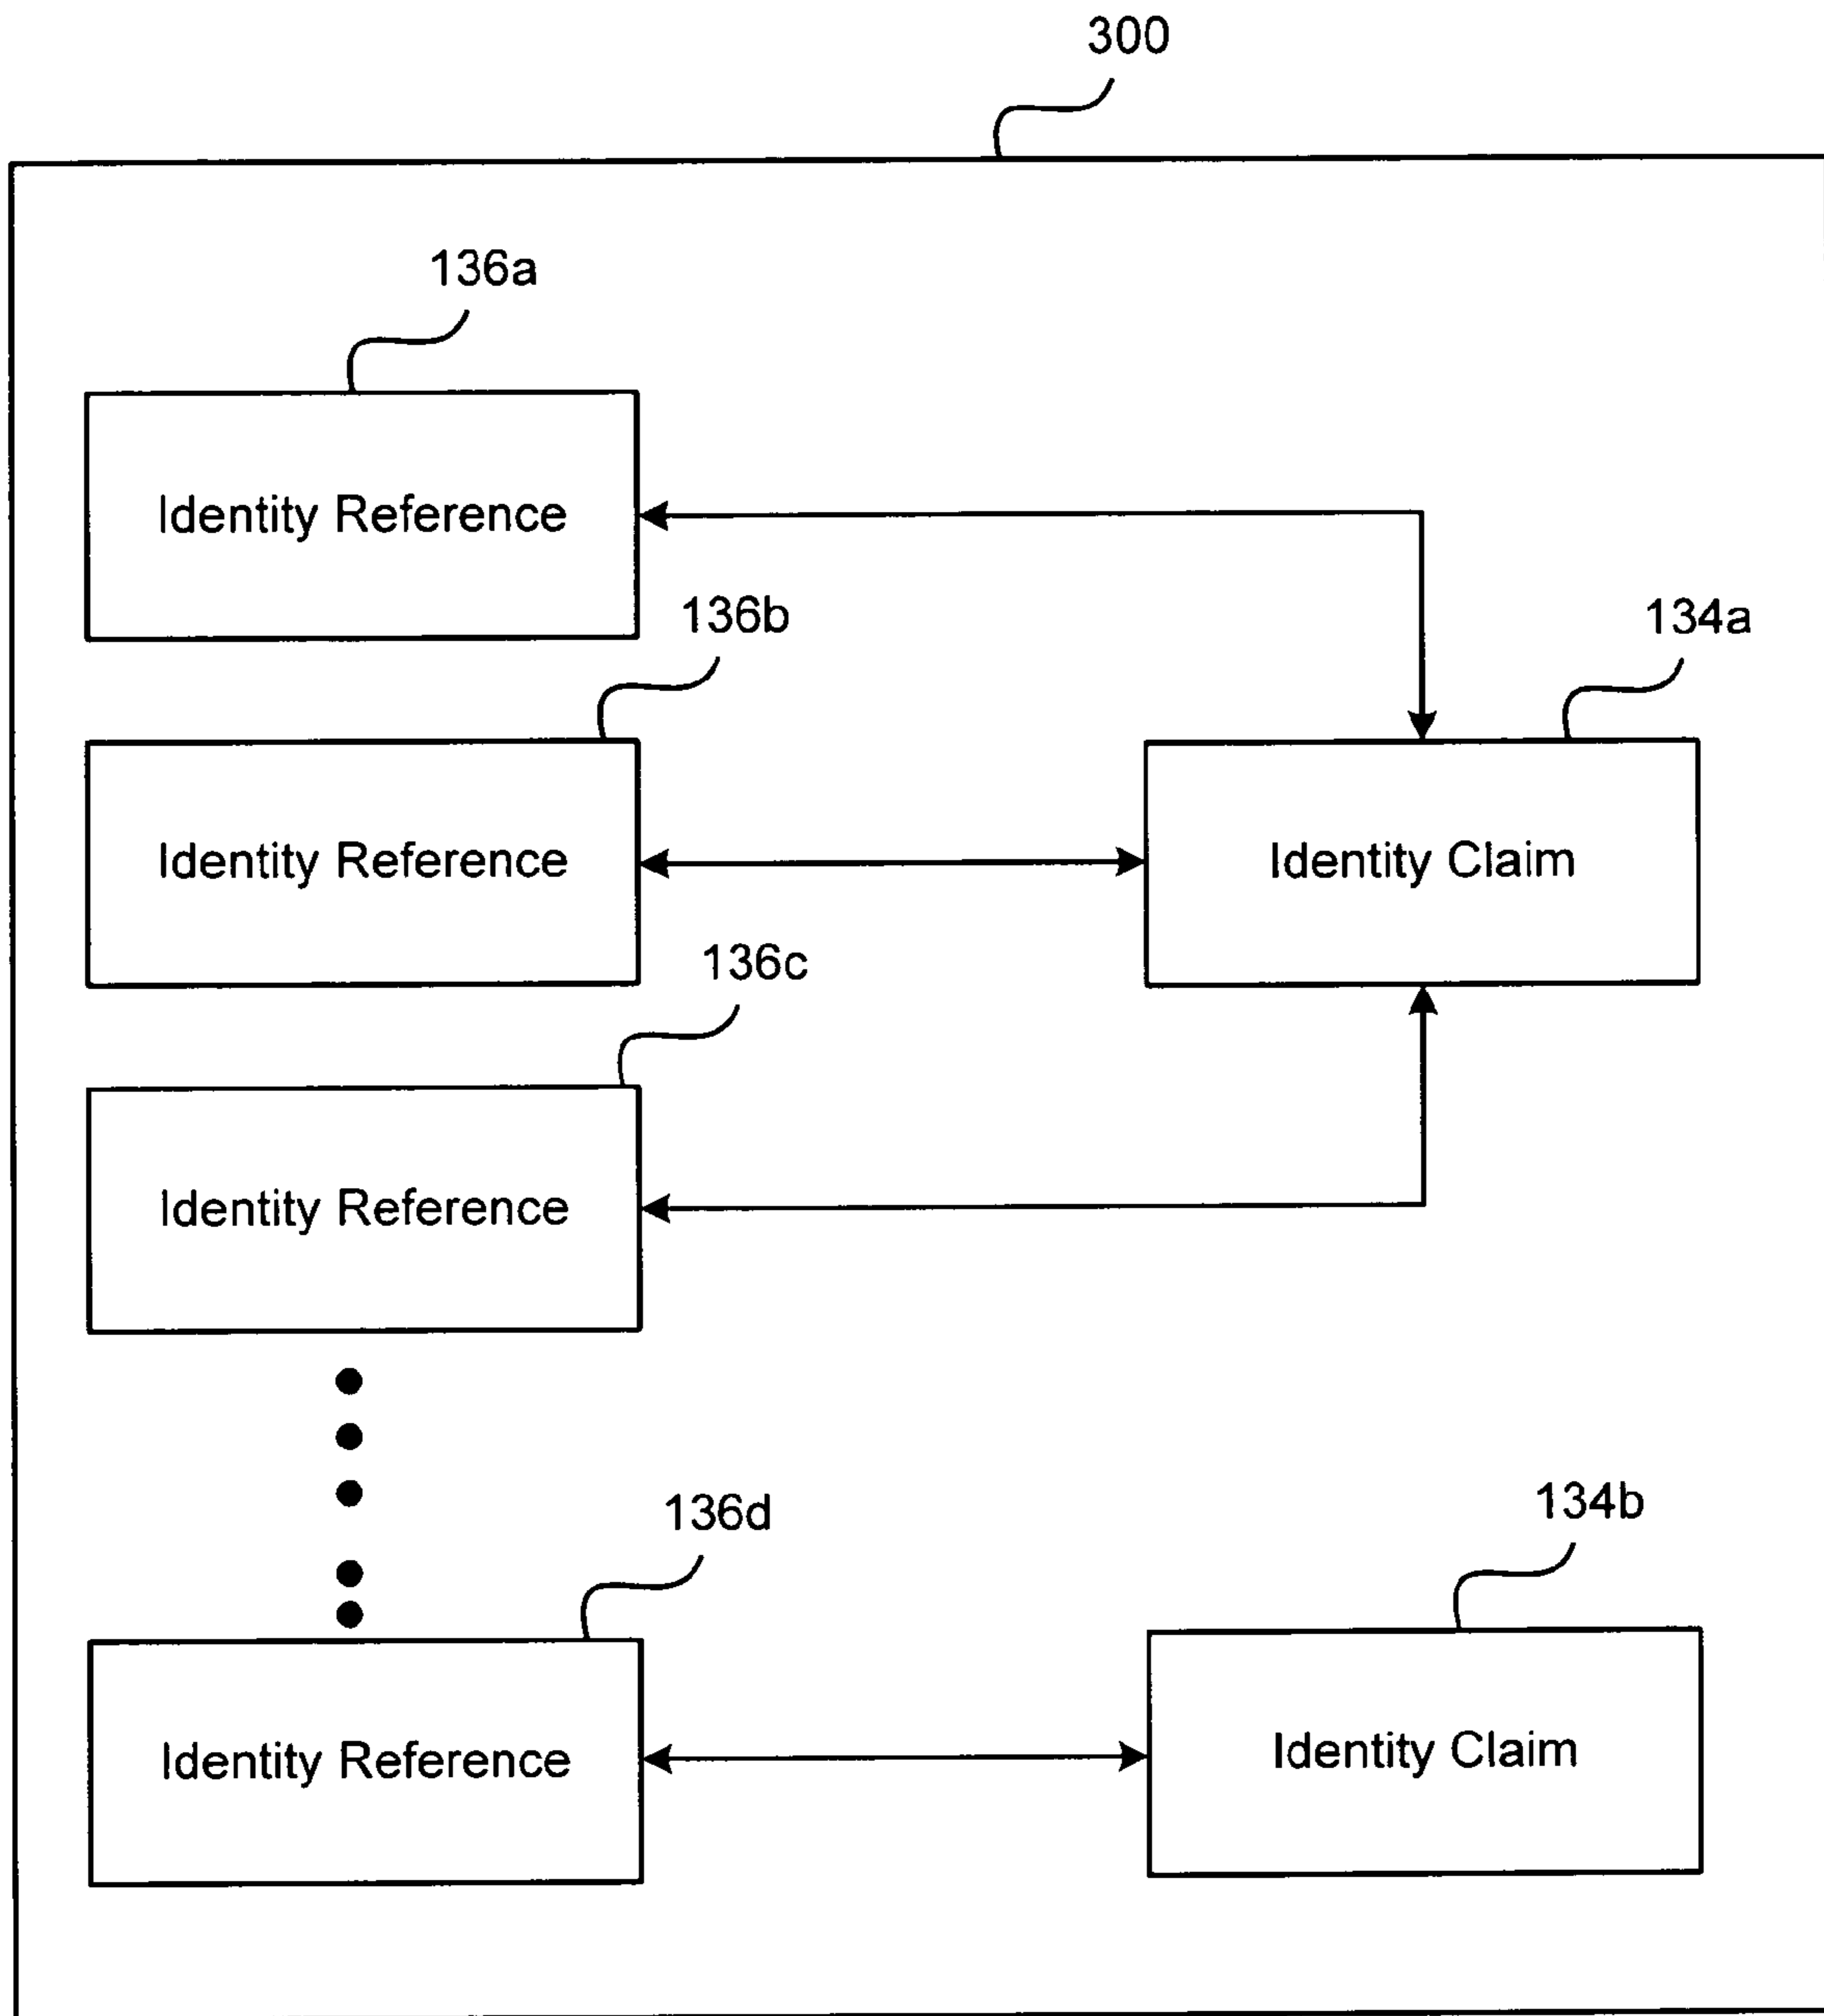 300
136a
Identity Reference
136b
134a
Identity Reference
Identity Claim
136c
Identity Reference
136d
134b
Identity Reference
Identity Claim